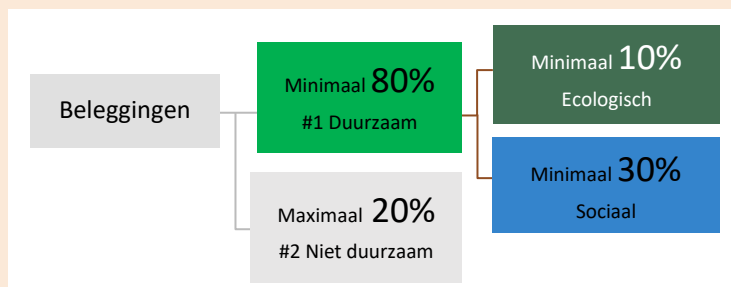 Beleggingen
Minimaal 80%
#1 Duurzaam
Maximaal 20%
#2 Niet duurzaam
Minimaal 10%
Ecologisch
Minimaal 30%
Sociaal